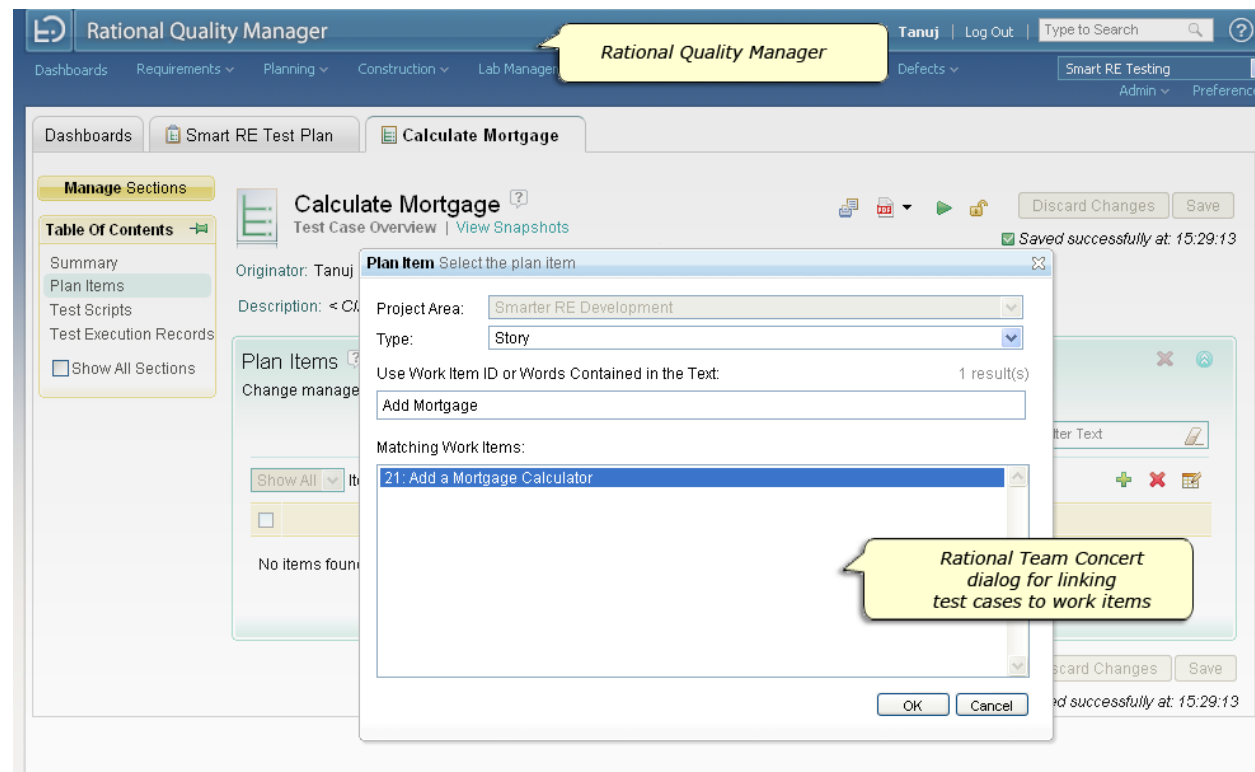 Rational Quality Manager
Tanuj | Log Out | Type to Search
Rational Quality Manager
Dashboards Requirements Planning Construction Lab Manager Defects Smart RE Testing
Admin Preference
Dashboards Smart RE Test Plan Calculate Mortgage
Manage Sections
Table Of Contents
Summary
Plan Items
Test Scripts
Test Execution Records
Show All Sections
Calculate Mortgage ?
Test Case Overview | View Snapshots
Discard Changes Save
Saved successfully at: 15:29:13
Originator: Tanuj
Description: < Cl
Plan Items ?
Change manage
Show All
No items foun
Plan Item Select the plan item
Project Area: Smarter RE Development
Type: Story
Use Work Item ID or Words Contained in the Text: 1 result(s)
Add Mortgage
Matching Work Items:
21: Add a Mortgage Calculator
OK Cancel
lter Text
Rational Team Concert
dialog for linking
test cases to work items
scard Changes Save
ed successfully at: 15:29:13